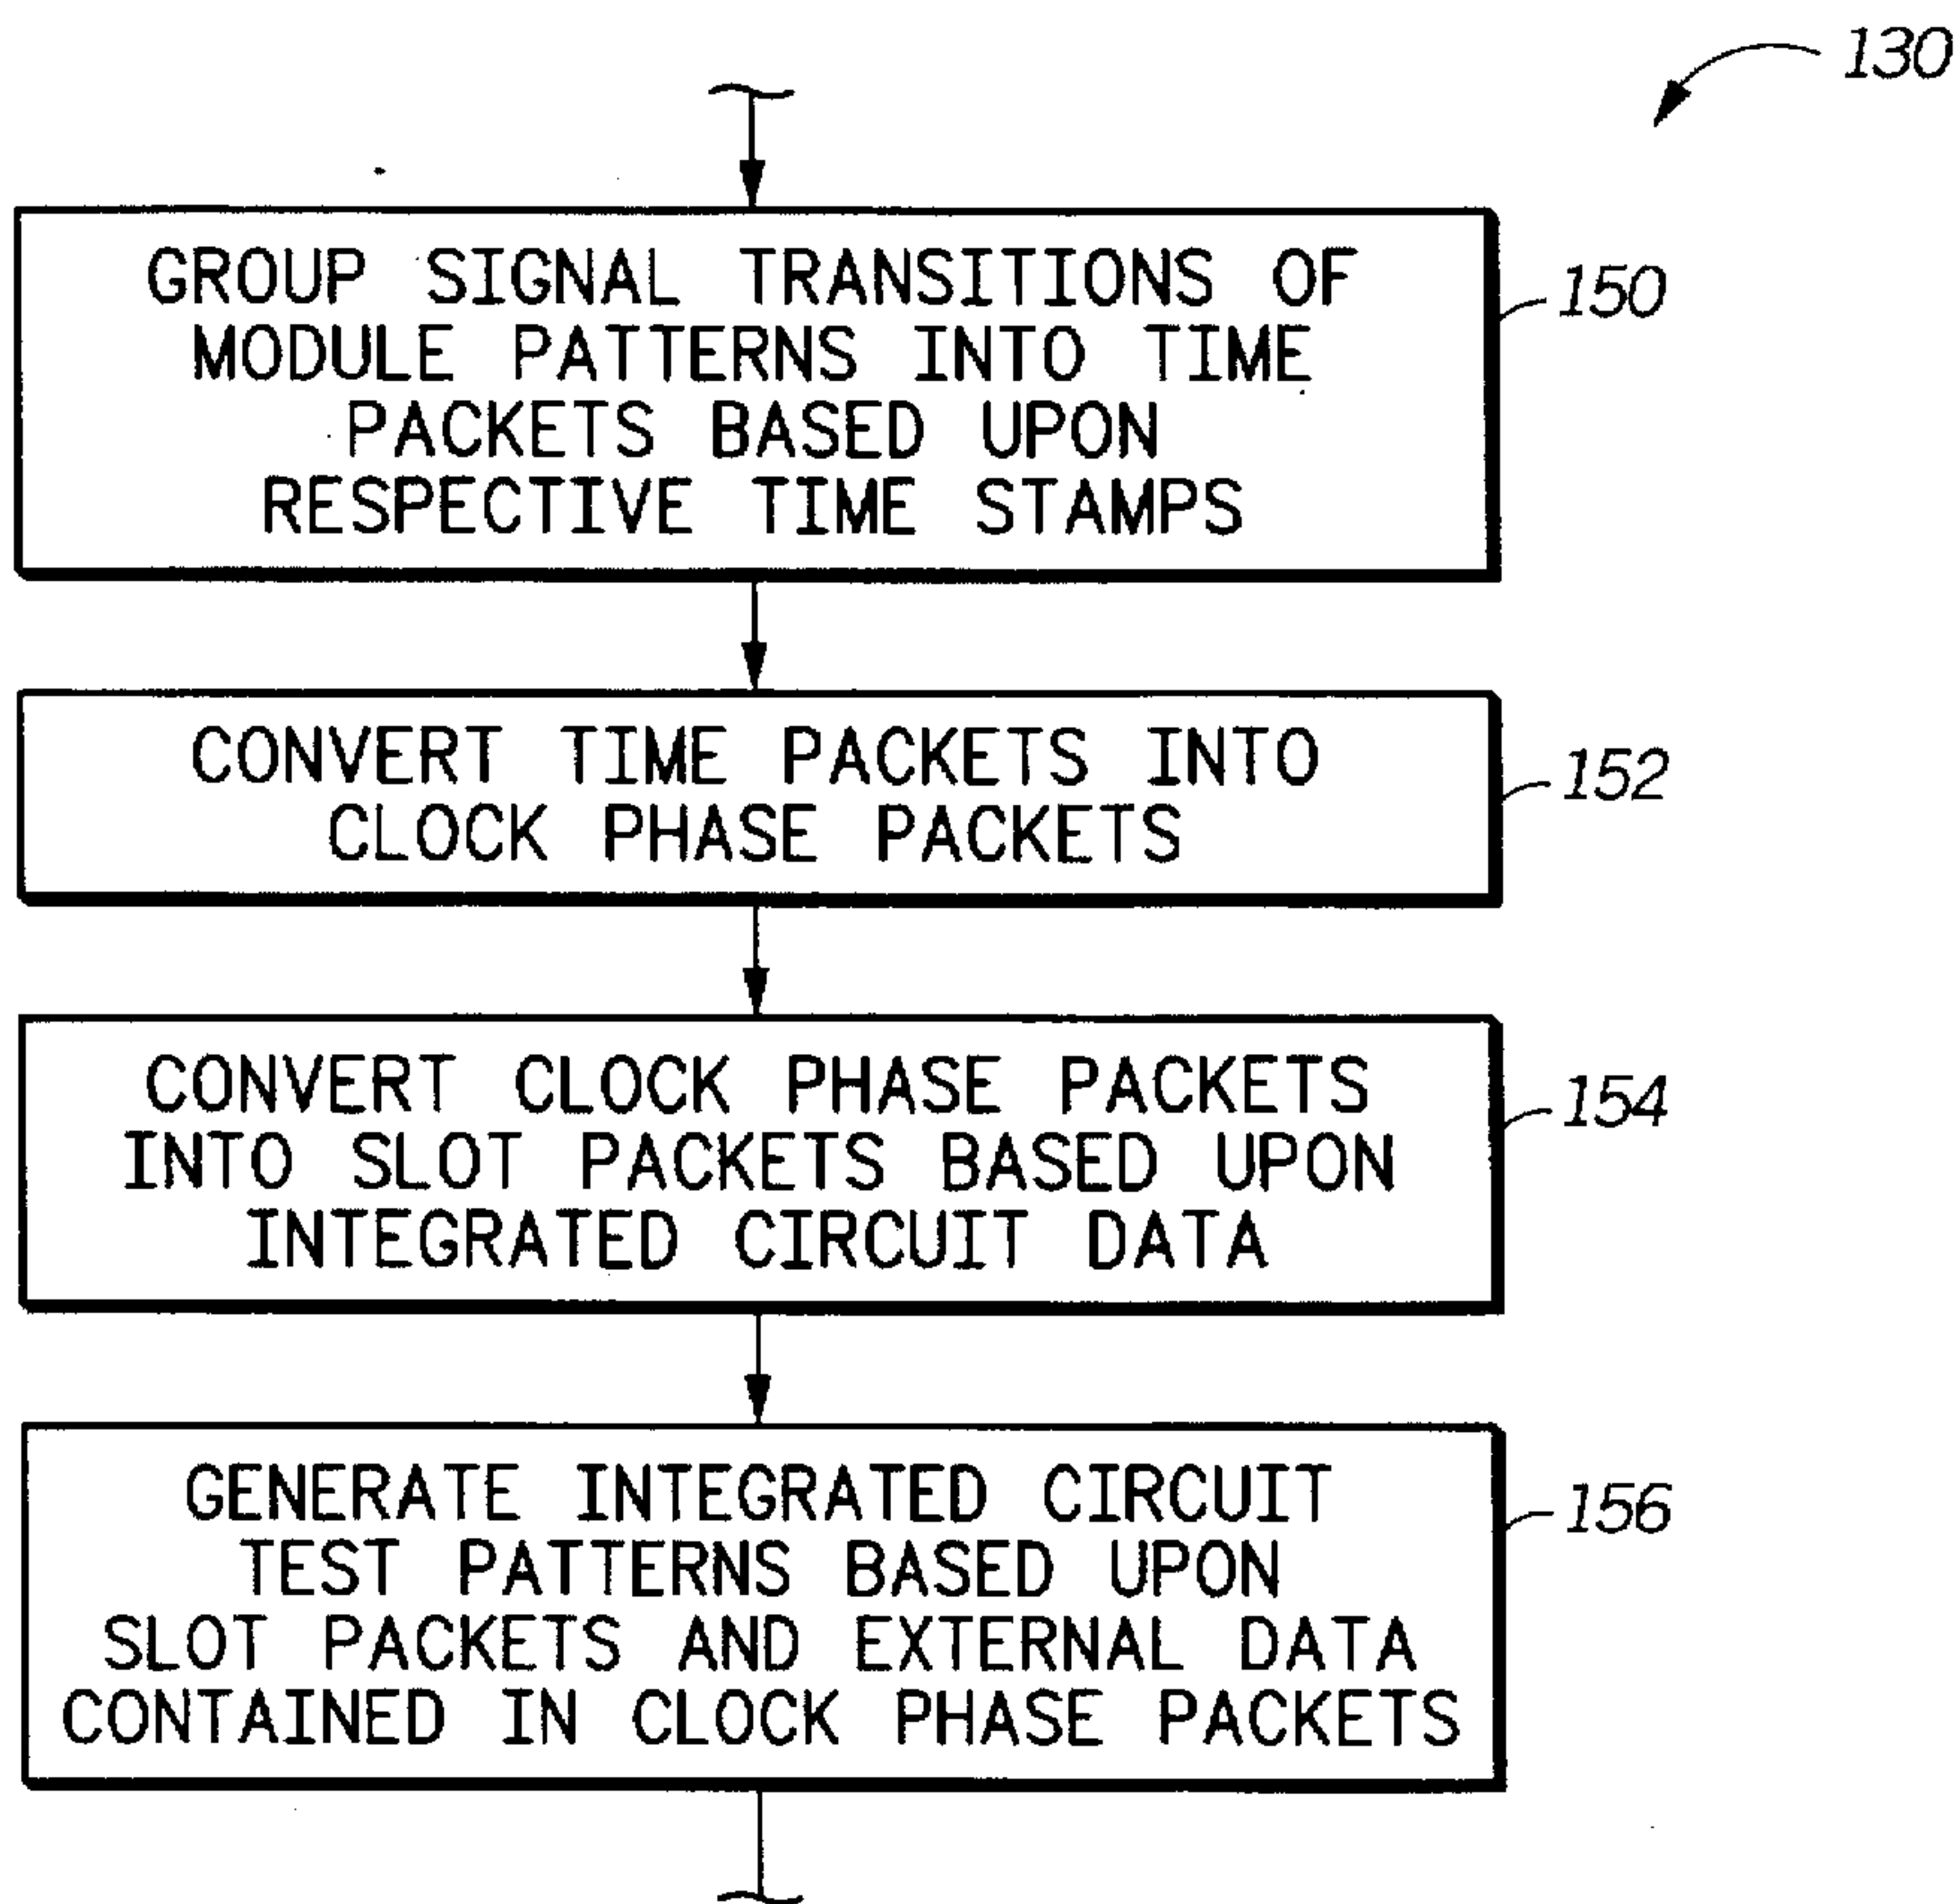 130
GROUP SIGNAL TRANSITIONS OF
MODULE PATTERNS INTO TIME
PACKETS BASED UPON
RESPECTIVE TIME STAMPS
150
CONVERT TIME PACKETS INTO
CLOCK PHASE PACKETS
152
CONVERT CLOCK PHASE PACKETS
INTO SLOT PACKETS BASED UPON
INTEGRATED CIRCUIT DATA
154
GENERATE INTEGRATED CIRCUIT
TEST PATTERNS BASED UPON
SLOT PACKETS AND EXTERNAL DATA
CONTAINED IN CLOCK PHASE PACKETS
156